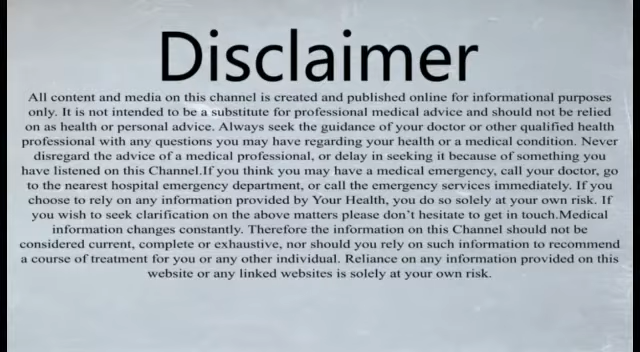 Disclaimer
All content and media on this channel is created and published online for informational purposes
only. It is not intended to be a substitute for professional medical advice and should not be relied
on as health or personal advice. Always seek the guidance of your doctor or other qualified health
professional with any questions you may have regarding your health or a medical condition. Never
disregard the advice of a medical professional, or delay in seeking it because of something you
have listened on this Channel.If you think you may have a medical emergency, call your doctor, go
to the nearest hospital emergency department, or call the emergency services immediately. If you
choose to rely on any information provided by Your Health, you do so solely at your own risk. If
you wish to seek clarification on the above matters please don't hesitate to get in touch.Medical
information changes constantly. Therefore the information on this Channel should not be
considered current, complete or exhaustive, nor should you rely on such information to recommend
a course of treatment for you or any other individual. Reliance on any information provided on this
website or any linked websites is solely at your own risk.